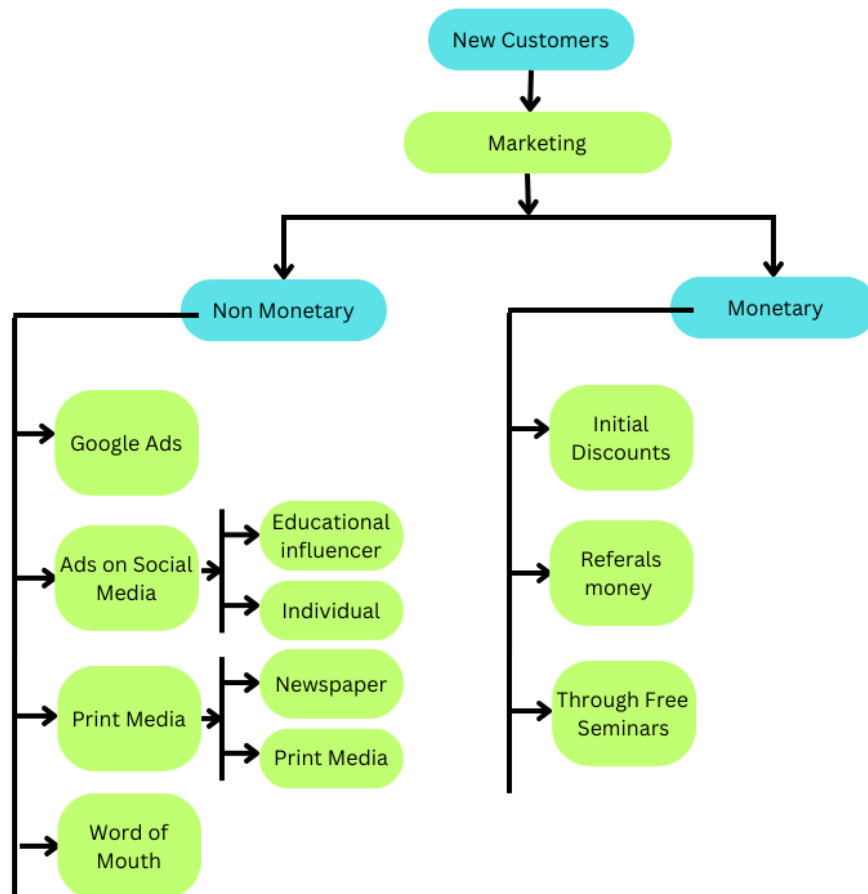 New Customers
Marketing
Non Monetary
Monetary
Google Ads
Initial
Discounts
Ads on Social
Media
Educational
influencer
Individual
Referals
money
Print Media
Newspaper
Print Media
Through Free
Seminars
Word of
Mouth